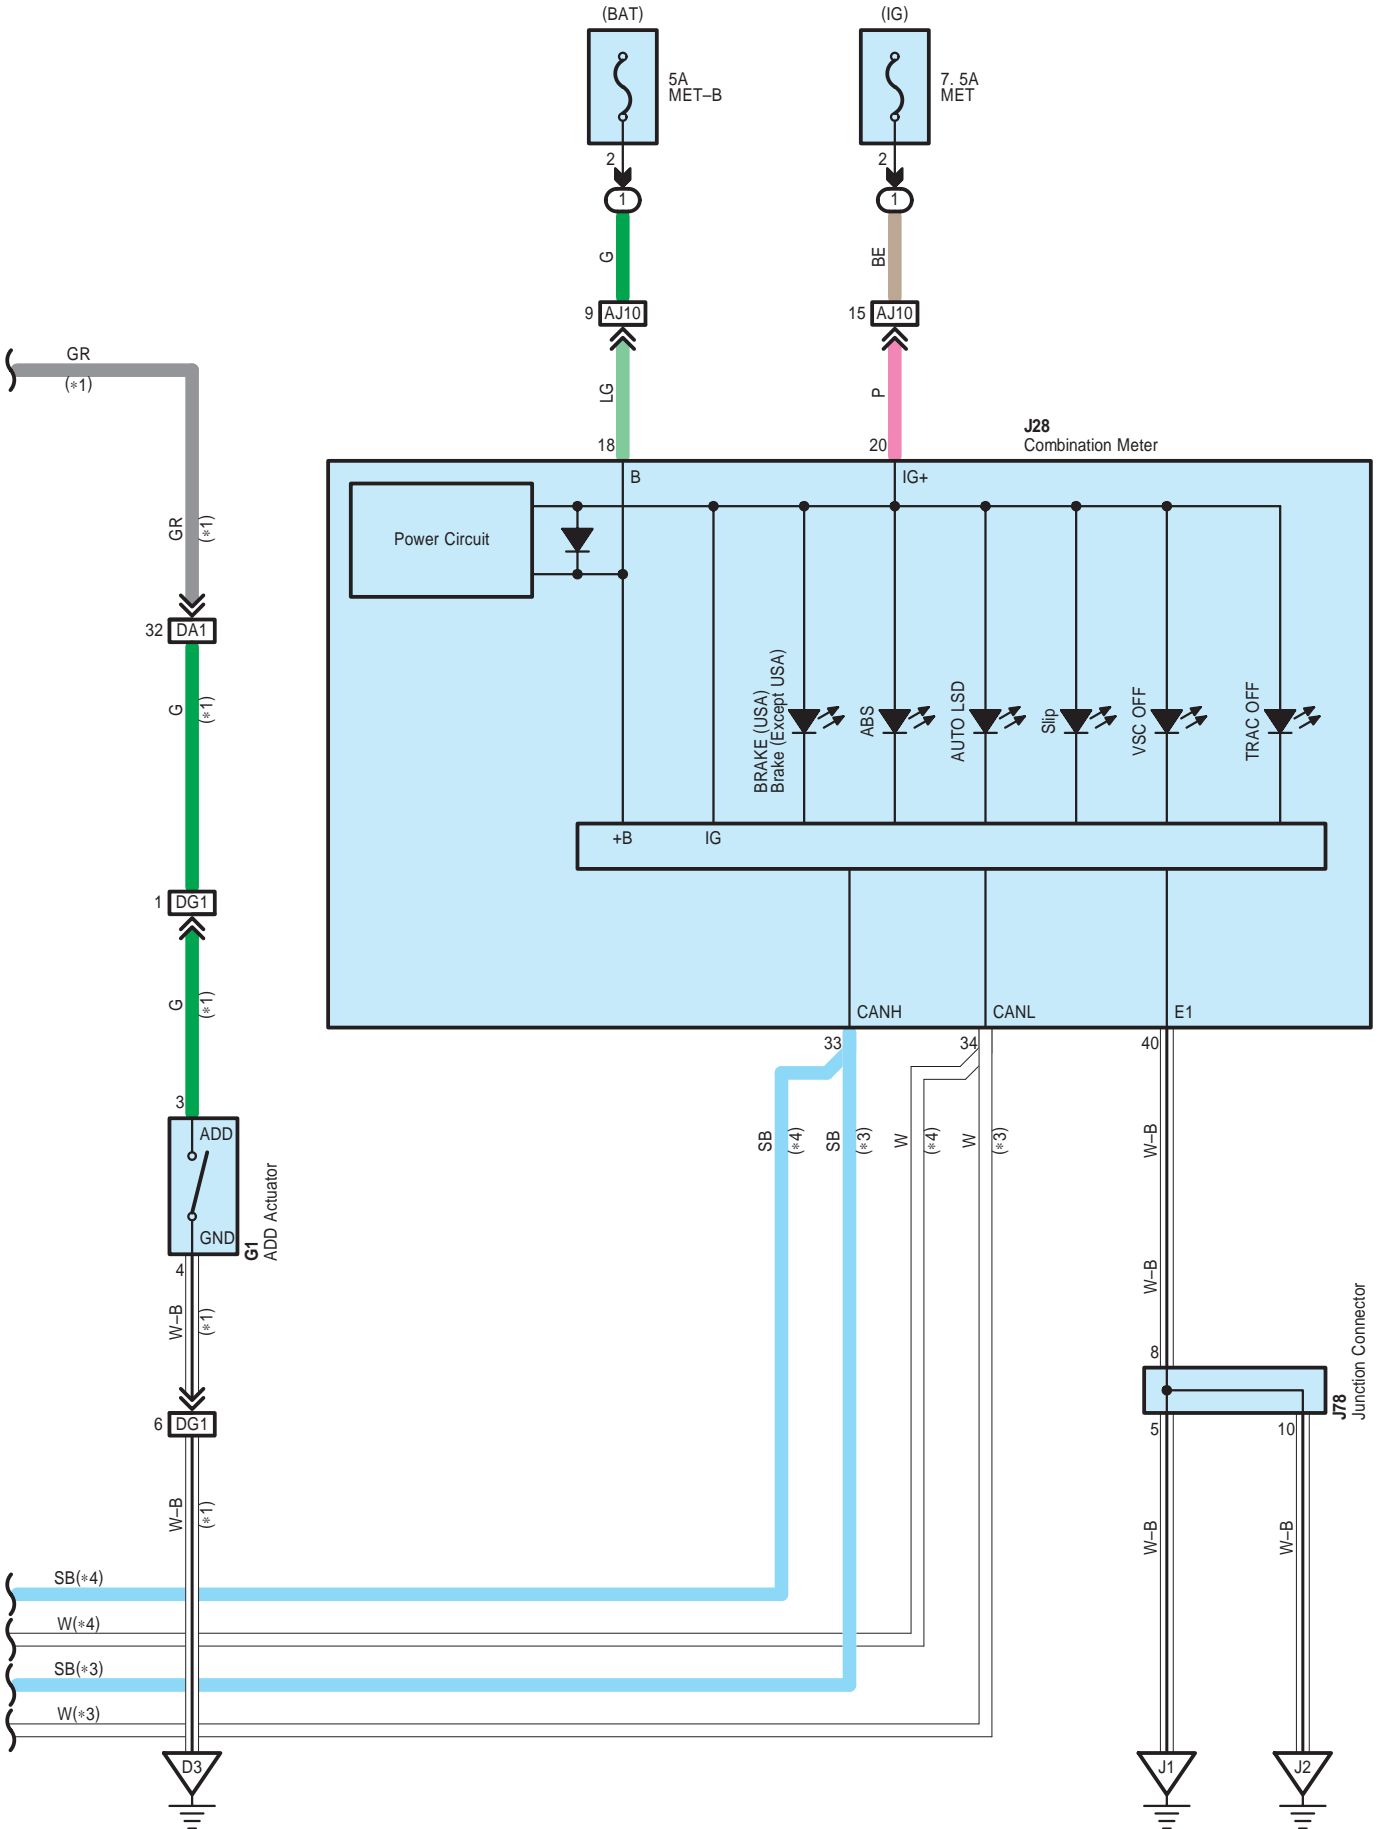 (BAT)
(IG)
5A
MET–B
7. 5A
MET
2
2
1
1
G
BE
9 AJ10
15 AJ10
GR
(∗1)
LG
P
18
20
J28
Combination Meter
B
IG+
GR
(∗1)
Power Circuit
32 DA1
G
(∗1)
BRAKE (USA)
Brake (Except USA)
ABS
AUTO LSD
Slip
VSC OFF
TRAC OFF
+B
IG
1 DG1
G
(∗1)
CANH
CANL
E1
33
34
40
3
ADD
GND
G1
ADD Actuator
SB
(∗4)
SB
(∗3)
W
(∗4)
W
(∗3)
W–B
4
W–B
(∗1)
W–B
8
J78
Junction Connector
6 DG1
5
10
W–B
(∗1)
W–B
W–B
SB(∗4)
W(∗4)
SB(∗3)
W(∗3)
D3
J1
J2